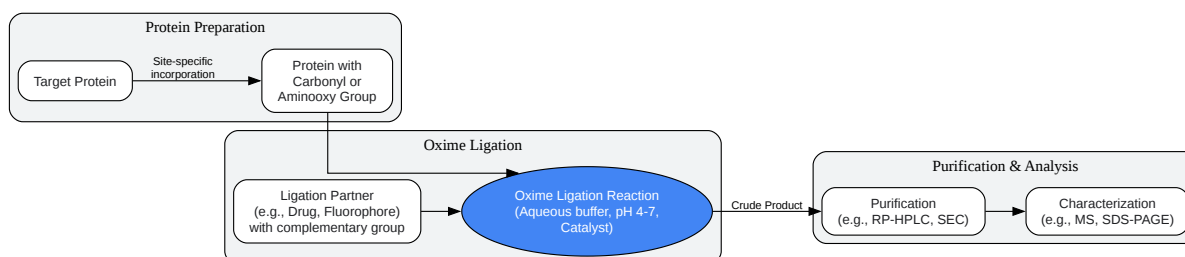 Protein Preparation
Target Protein
Site-specific
incorporation
Protein with
Carbonyl or
Aminooxy Group
Oxime Ligation
Ligation Partner
(e.g., Drug, Fluorophore)
with complementary group
Oxime Ligation Reaction
(Aqueous buffer, pH 4-7,
Catalyst)
Crude Product
Purification & Analysis
Purification
(e.g., RP-HPLC, SEC)
Characterization
(e.g., MS, SDS-PAGE)